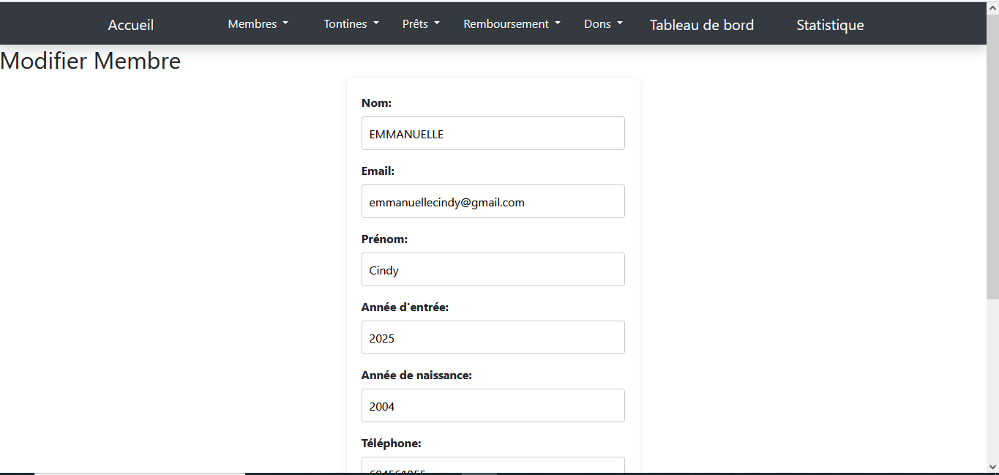 Accueil Membres Tontines Prêts Remboursement Dons Tableau de bord Statistique
Modifier Membre
Nom:
EMMANUELLE
Email:
emmanuellecindy@gmail.com
Prénom:
Cindy
Année d'entrée:
2025
Année de naissance:
2004
Téléphone: